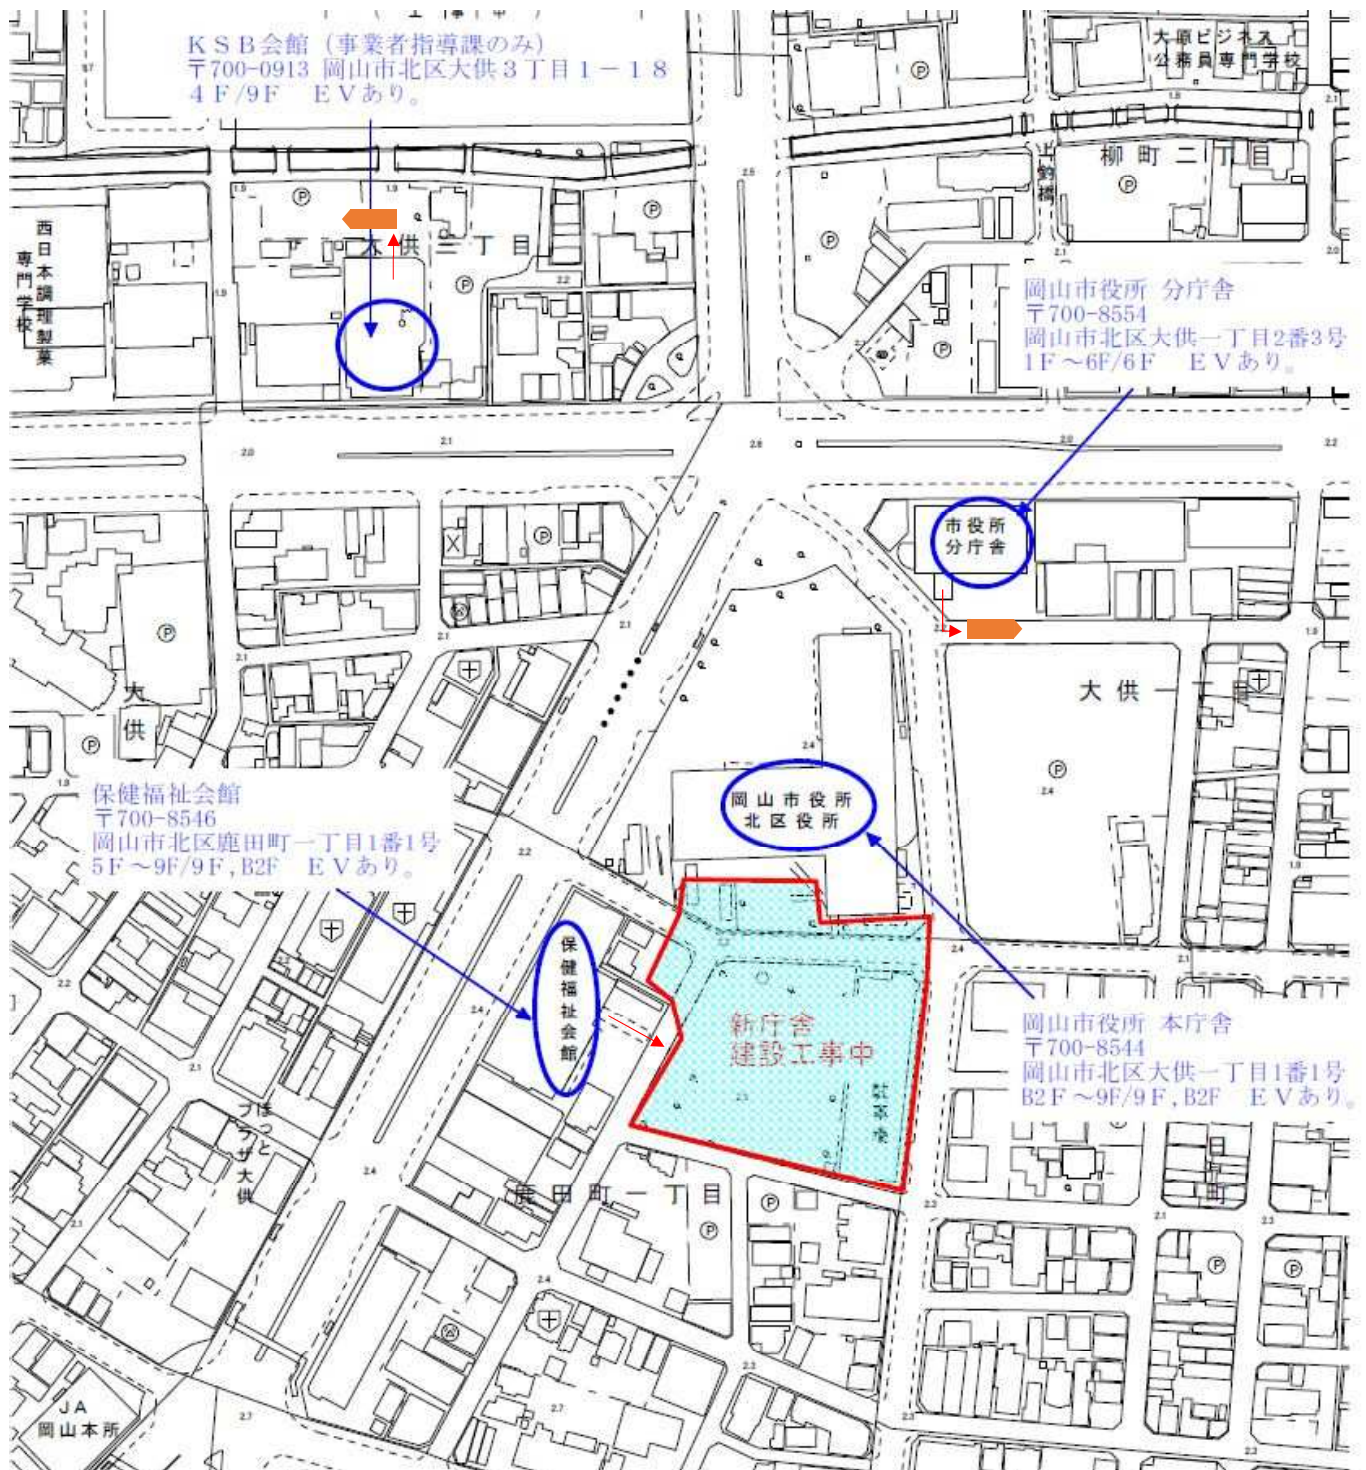 工事中
KSB会館 (事業者指導課のみ)
〒700-0913 岡山市北区大供3丁目1-18
4F/9F EVあり。
大原ビジネス
公務員専門学校
柳町二丁目
西日本調理製菓
専門学校
大供三丁目
岡山市役所 分庁舎
〒700-8554
岡山市北区大供一丁目2番3号
1F～6F/6F EVあり。
市役所
分庁舎
大供一丁目
大供
岡山市役所
北区役所
保健福祉会館
〒700-8546
岡山市北区鹿田町一丁目1番1号
5F～9F/9F,B2F EVあり。
保健福祉会館
新庁舎
建設工事中
駐車場
岡山市役所 本庁舎
〒700-8544
岡山市北区大供一丁目1番1号
B2F～9F/9F,B2F EVあり。
ほっと
プラザ大供
鹿田町一丁目
JA
岡山本所